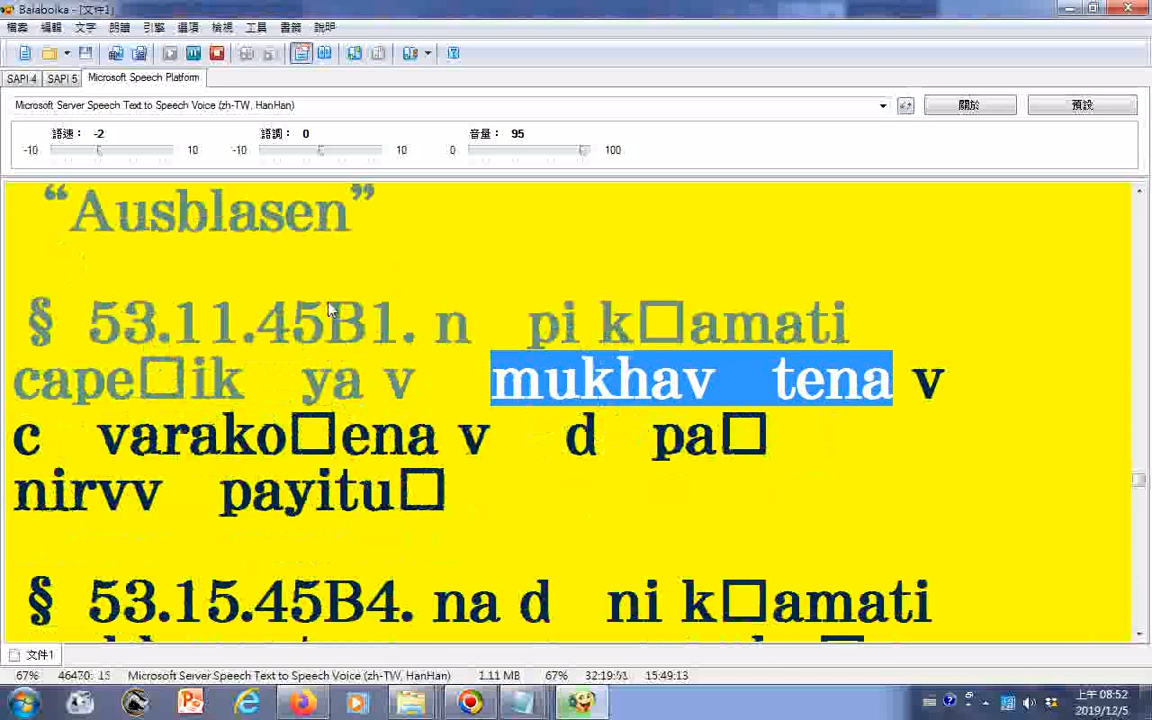 Balabolka - [文件1]
檔案 編輯 文字 朗讀 引擎 選項 檢視 工具 書籤 說明
SAPI 4 SAPI 5 Microsoft Speech Platform
Microsoft Server Speech Text to Speech Voice (zh-TW, HanHan) 關於 預設
語速： -2 語調： 0 音量： 95
-10 10 -10 10 0 100
“Ausblasen”
§ 53.11.45B1. n pi k□amati
cape□ik ya v mukhav tena v
c varako□ena v d pa□
nirvv payitu□
§ 53.15.45B4. na d ni k□amati
文件1
67% 46470: 15 Microsoft Server Speech Text to Speech Voice (zh-TW, HanHan) 1.11 MB 67% 32:19:51 15:49:13
上午 08:52
2019/12/5